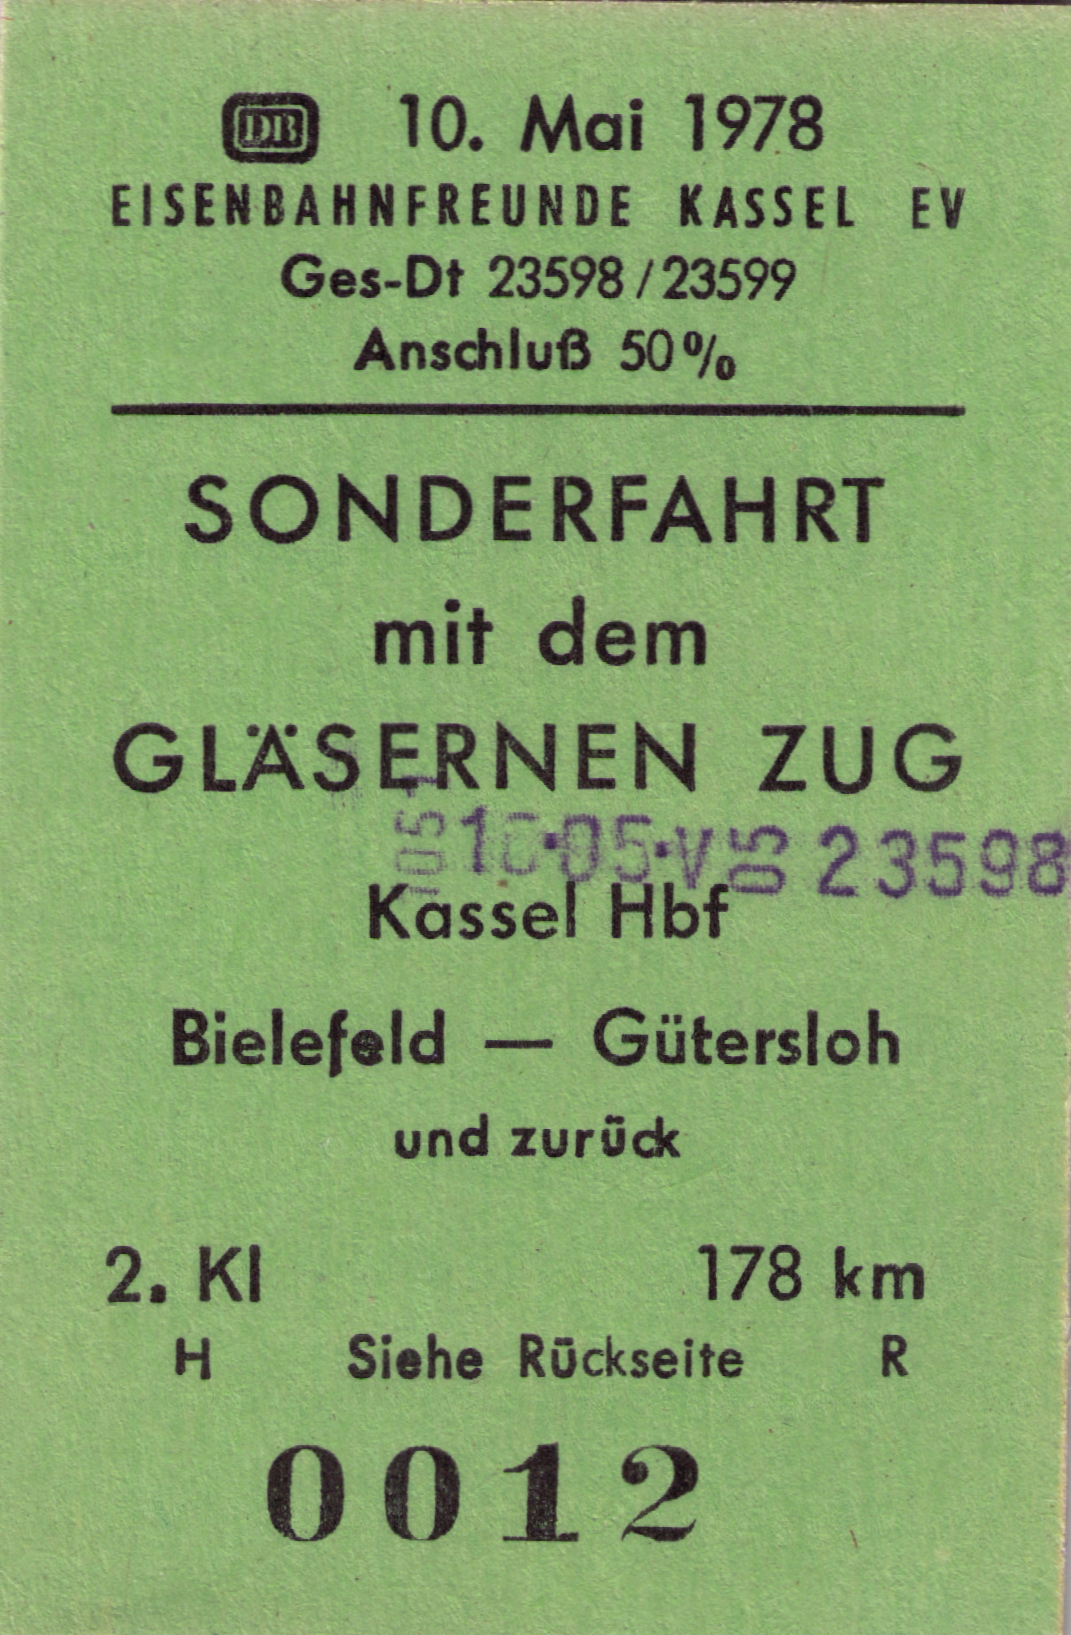 DB 10. Mai 1978
EISENBAHNFREUNDE KASSEL EV
Ges-Dt 23598/23599
Anschluß 50%
SONDERFAHRT
mit dem
GLÄSERNEN ZUG
23598
Kassel Hbf
Bielefeld — Gütersloh
und zurück
2. Kl 178 km
H Siehe Rückseite R
0012